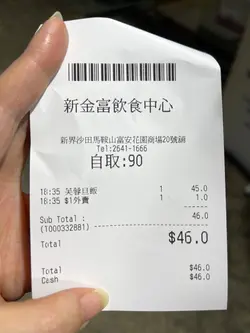 新金富飲食中心
新界沙田馬鞍山富安花園商場20號鋪
Tel:2641-1666
自取:90
18:35 芙蓉旦飯 1 45.0
18:35 $1外賣 1 1.0
Sub Total : 46.0
(T000332881)
Total $46.0
Total $46.0
Cash $46.0